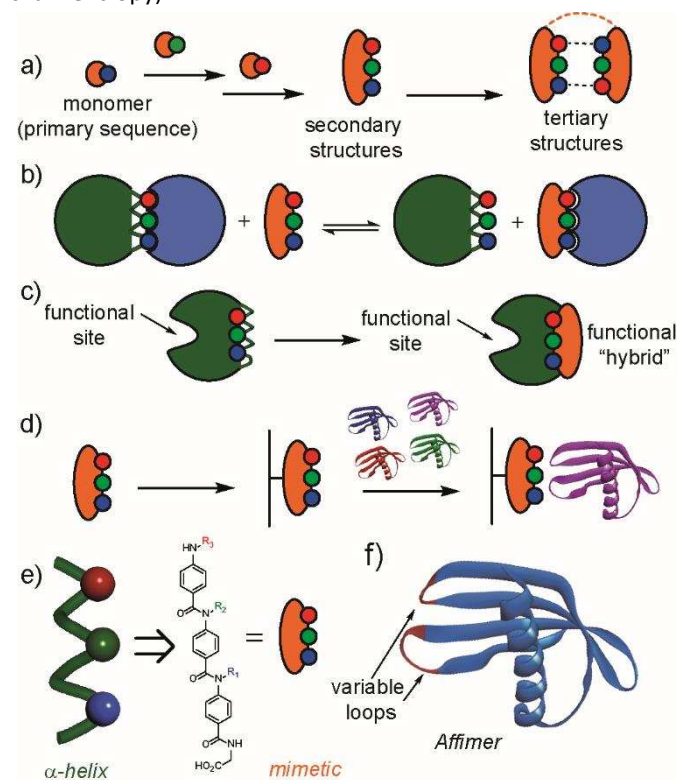 a)
monomer
(primary sequence)
secondary
structures
tertiary
structures
b)
+
+
c)
functional
site
functional
site
functional
"hybrid"
d)
e)
HN-R₃
O
N-R₂
O
N-R₁
O
NH
HO₂C
=
α-helix
mimetic
f)
variable
loops
Affimer